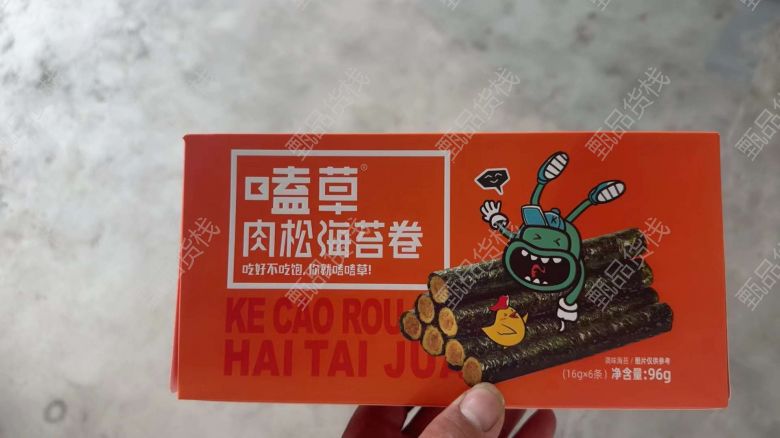 嗑草®
肉松海苔卷
吃好不吃饱,你就嗑嗑草!
KE CAO ROU
HAI TAI JUA
调味海苔 / 图片仅供参考
(16g×6条) 净含量:96g
甄品货栈